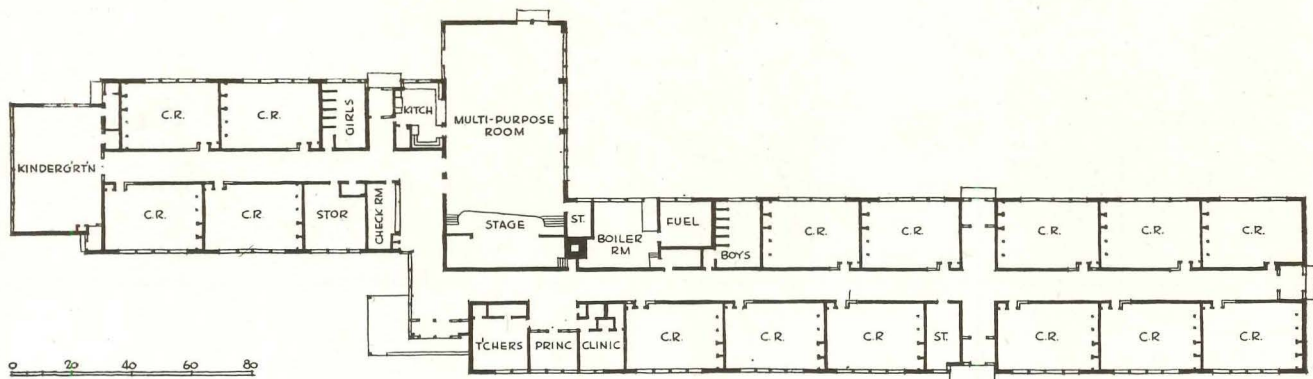 C.R.
C.R.
GIRLS
KITCH
MULTI-PURPOSE
ROOM
KINDERG'RT'N
C.R.
C.R
STOR
CHECK RM
STAGE
ST.
BOILER
RM
FUEL
BOYS
C.R.
C.R.
C.R.
C.R.
C.R.
T'CHERS
PRINC
CLINIC
C.R.
C.R.
C.R
ST.
C.R.
C.R.
C.R.
0 20 40 60 80